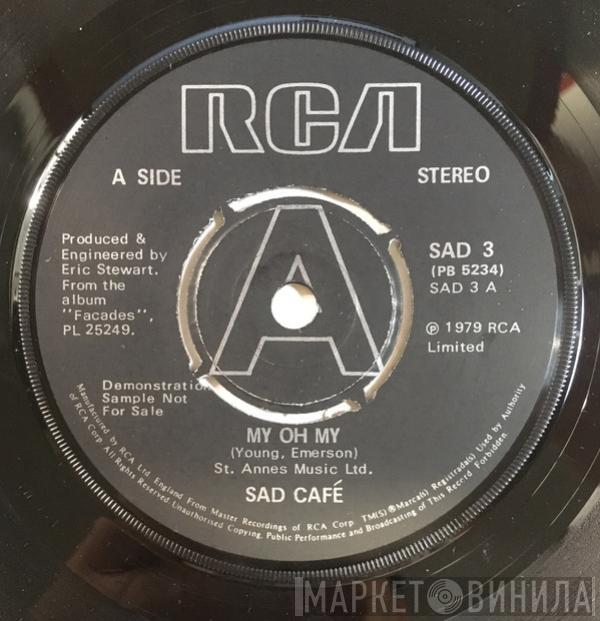 RCA
A SIDE
STEREO
Produced &
Engineered by
Eric Stewart.
From the
album
"Facades",
PL 25249.
A
SAD 3
(PB 5234)
SAD 3 A
℗ 1979 RCA
Limited
Demonstration
Sample Not
For Sale
MY OH MY
(Young, Emerson)
St. Annes Music Ltd.
SAD CAFÉ
Manufactured by RCA Ltd. England From Master Recordings of RCA Corp TM(S)®Marca(s) Registrada(s) Used by Authority
of RCA Corp All Rights Reserved Unauthorised Copying, Public Performance and Broadcasting of This Record Forbidden.
МАРКЕТ ВИНИЛА